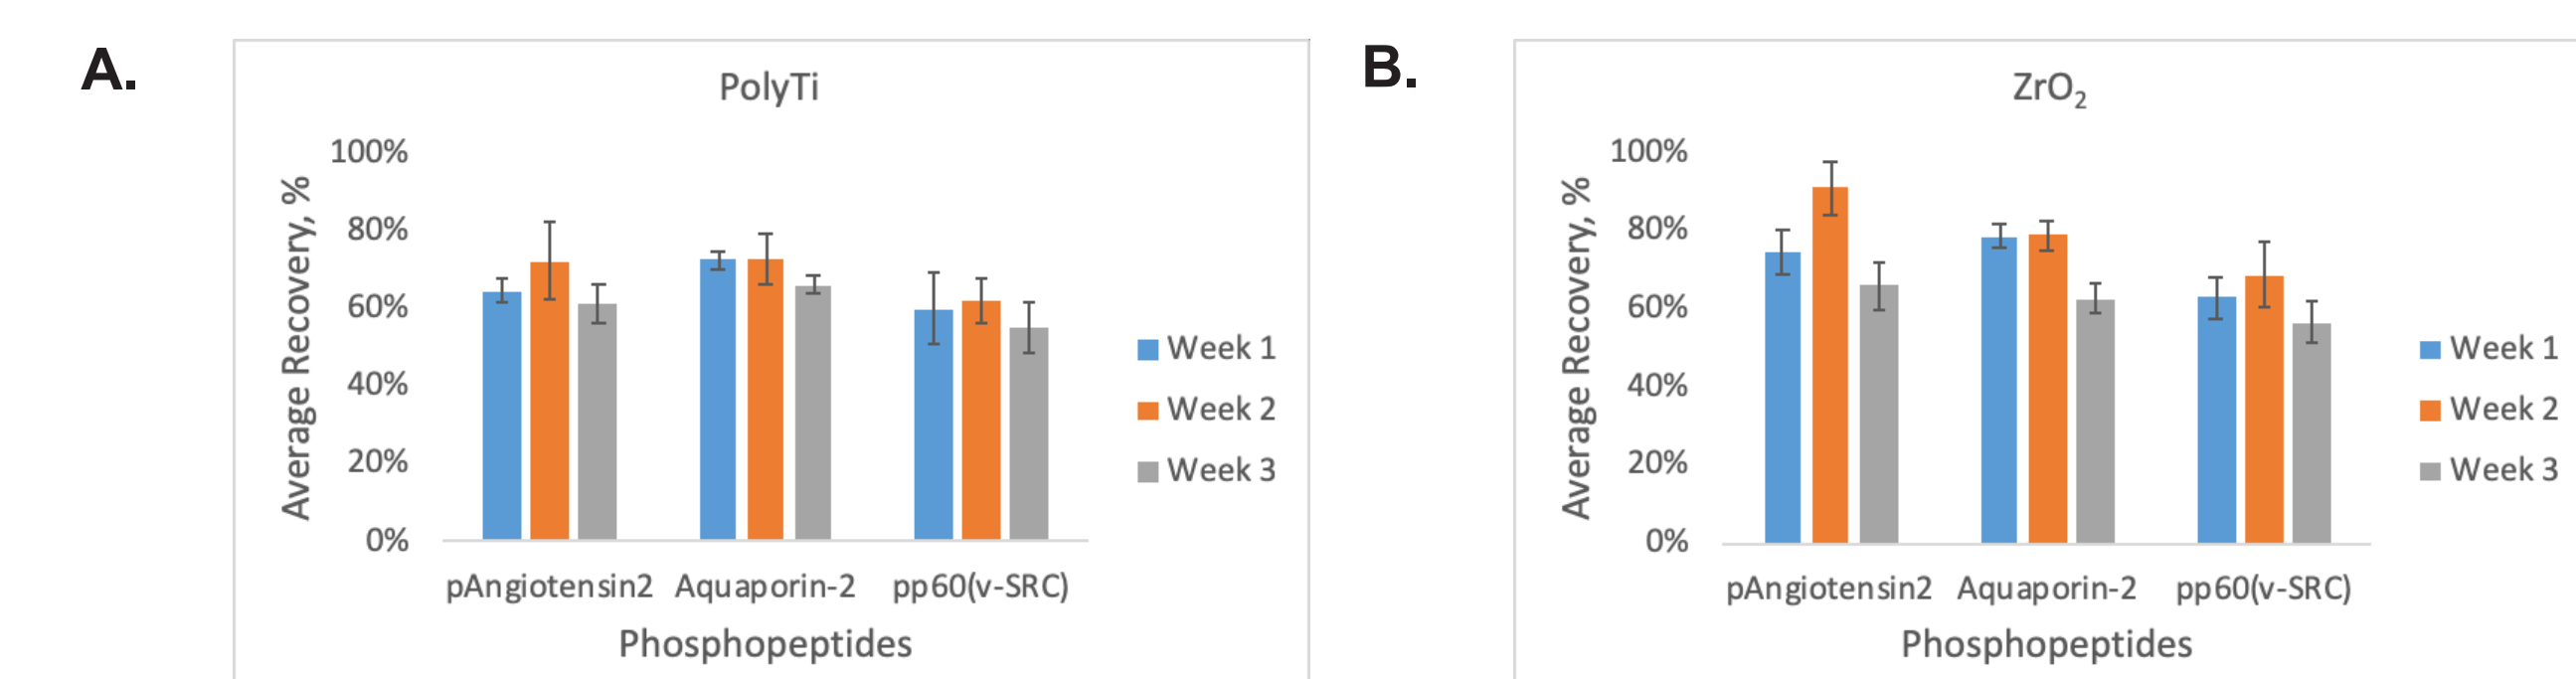 A.
PolyTi
Average Recovery, %
100%
80%
60%
40%
20%
0%
pAngiotensin2 Aquaporin-2 pp60(v-SRC)
Phosphopeptides
Week 1
Week 2
Week 3
B.
ZrO₂
Average Recovery, %
100%
80%
60%
40%
20%
0%
pAngiotensin2 Aquaporin-2 pp60(v-SRC)
Phosphopeptides
Week 1
Week 2
Week 3